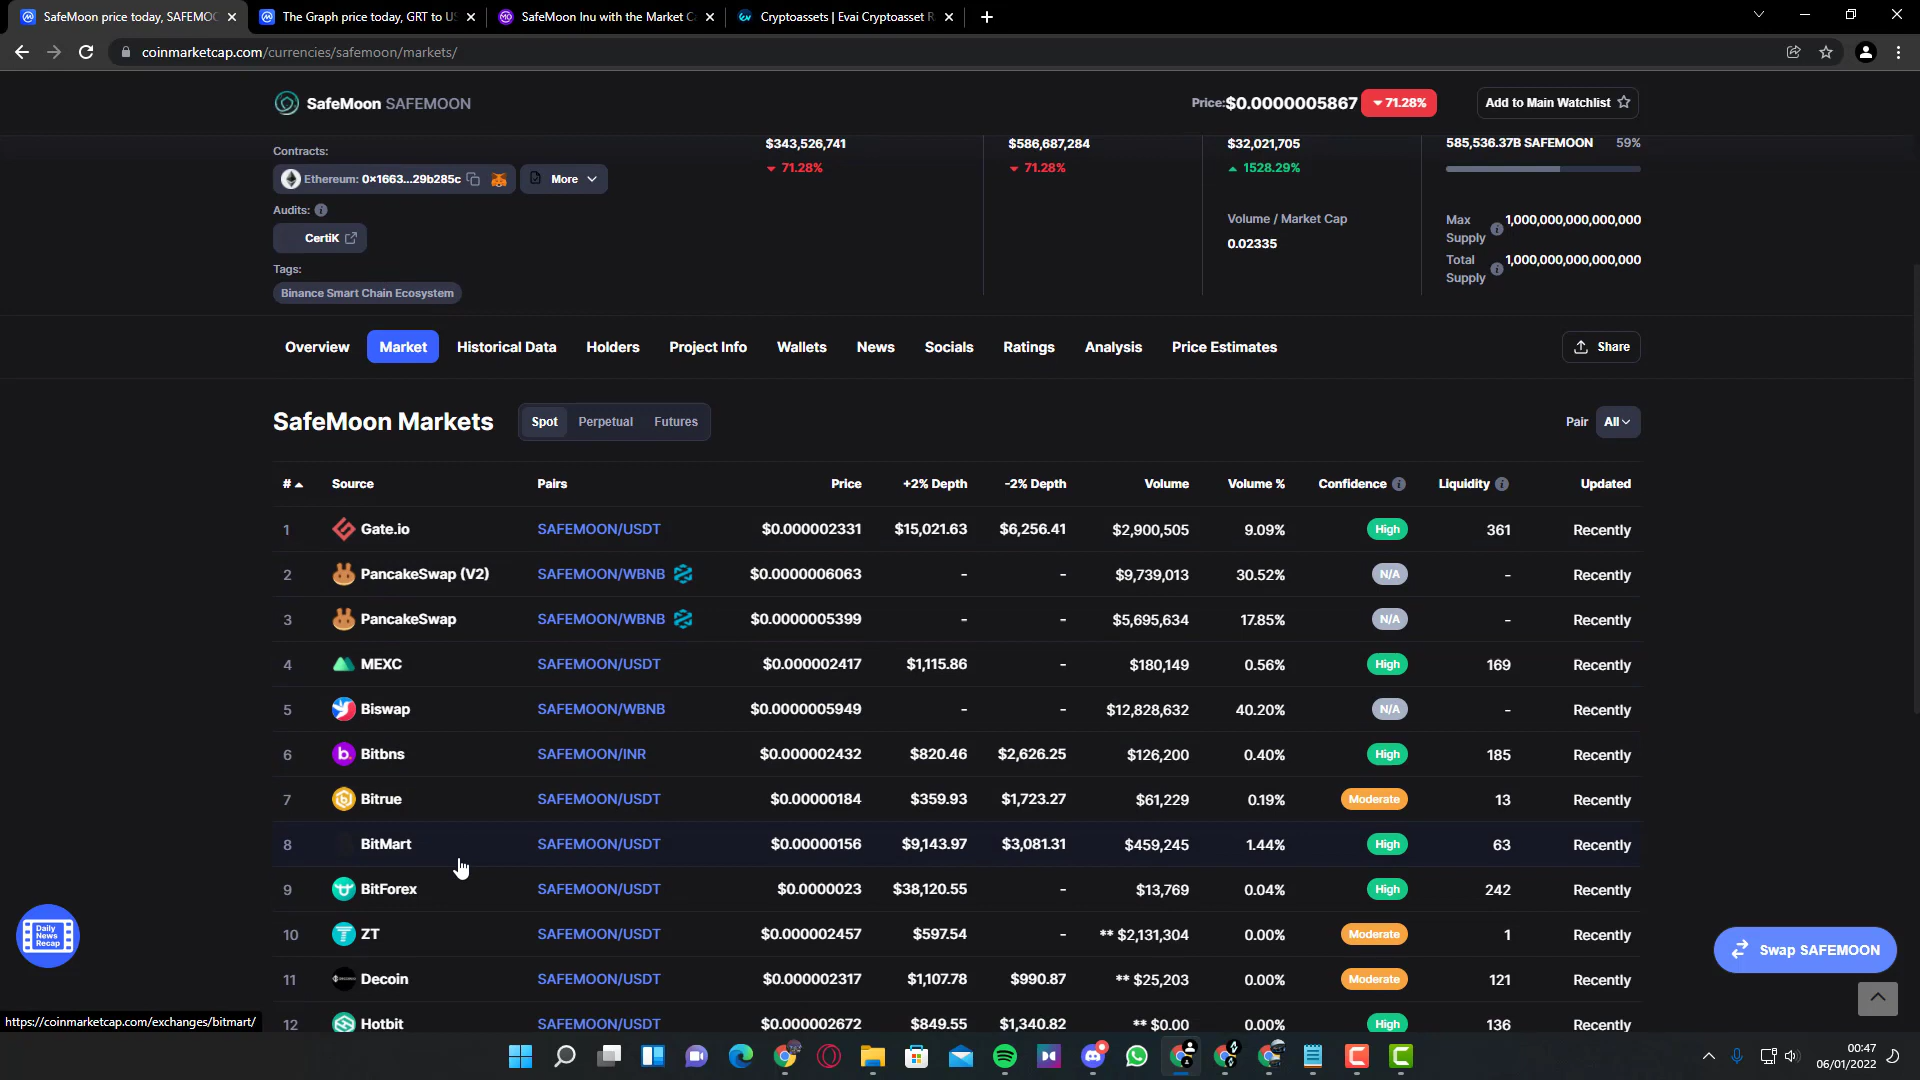 SafeMoon price today, SAFEMOO
The Graph price today, GRT to US
SafeMoon Inu with the Market Ca
Cryptoassets | Evai Cryptoasset R
coinmarketcap.com/currencies/safemoon/markets/
SafeMoon SAFEMOON
Price:$0.0000005867 71.28%
Add to Main Watchlist
Contracts:
Ethereum: 0×1663...29b285c
More
Audits:
CertiK
Tags:
Binance Smart Chain Ecosystem
$343,526,741
71.28%
$586,687,284
71.28%
$32,021,705
1528.29%
Volume / Market Cap
0.02335
585,536.37B SAFEMOON 59%
Max Supply 1,000,000,000,000,000
Total Supply 1,000,000,000,000,000
Overview Market Historical Data Holders Project Info Wallets News Socials Ratings Analysis Price Estimates Share
SafeMoon Markets Spot Perpetual Futures Pair All
# Source Pairs Price +2% Depth -2% Depth Volume Volume % Confidence Liquidity Updated
1 Gate.io SAFEMOON/USDT $0.000002331 $15,021.63 $6,256.41 $2,900,505 9.09% High 361 Recently
2 PancakeSwap (V2) SAFEMOON/WBNB $0.0000006063 - - $9,739,013 30.52% N/A - Recently
3 PancakeSwap SAFEMOON/WBNB $0.0000005399 - - $5,695,634 17.85% N/A - Recently
4 MEXC SAFEMOON/USDT $0.000002417 $1,115.86 - $180,149 0.56% High 169 Recently
5 Biswap SAFEMOON/WBNB $0.0000005949 - - $12,828,632 40.20% N/A - Recently
6 Bitbns SAFEMOON/INR $0.000002432 $820.46 $2,626.25 $126,200 0.40% High 185 Recently
7 Bitrue SAFEMOON/USDT $0.00000184 $359.93 $1,723.27 $61,229 0.19% Moderate 13 Recently
8 BitMart SAFEMOON/USDT $0.00000156 $9,143.97 $3,081.31 $459,245 1.44% High 63 Recently
9 BitForex SAFEMOON/USDT $0.0000023 $38,120.55 - $13,769 0.04% High 242 Recently
10 ZT SAFEMOON/USDT $0.000002457 $597.54 - ** $2,131,304 0.00% Moderate 1 Recently
11 Decoin SAFEMOON/USDT $0.000002317 $1,107.78 $990.87 ** $25,203 0.00% Moderate 121 Recently
12 Hotbit SAFEMOON/USDT $0.000002672 $849.55 $1,340.82 ** $0.00 0.00% High 136 Recently
Daily
News
Recap
Swap SAFEMOON
https://coinmarketcap.com/exchanges/bitmart/
00:47
06/01/2022